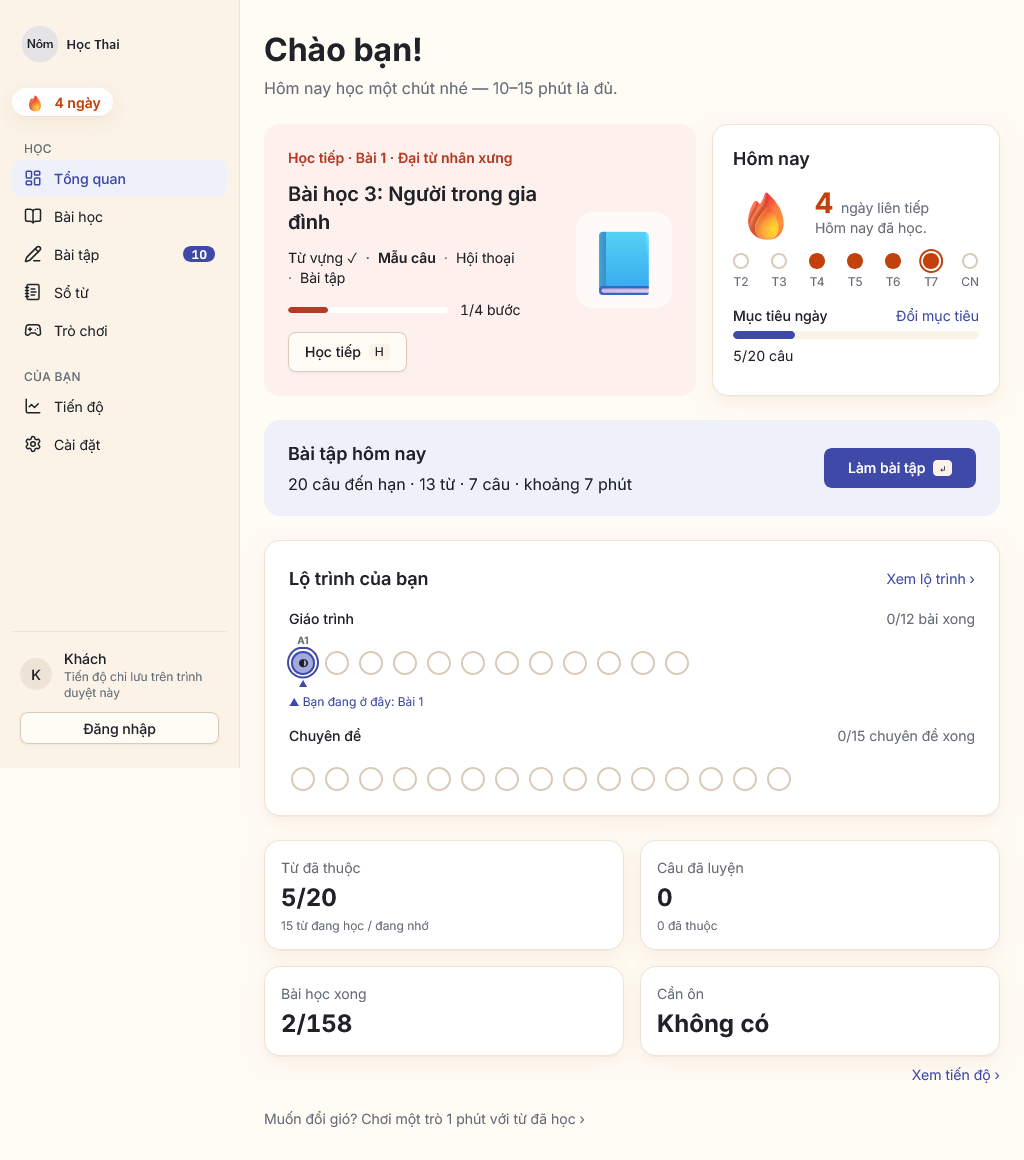 Nôm
Học Thai
4 ngày
HỌC
Tổng quan
Bài học
Bài tập 10
Sổ từ
Trò chơi
CỦA BẠN
Tiến độ
Cài đặt
K
Khách
Tiến độ chỉ lưu trên trình
duyệt này
Đăng nhập
Chào bạn!
Hôm nay học một chút nhé — 10–15 phút là đủ.
Học tiếp · Bài 1 · Đại từ nhân xưng
Bài học 3: Người trong gia
đình
Từ vựng ✓ · Mẫu câu · Hội thoại
· Bài tập
1/4 bước
Học tiếp H
Hôm nay
4 ngày liên tiếp
Hôm nay đã học.
T2 T3 T4 T5 T6 T7 CN
Mục tiêu ngày Đổi mục tiêu
5/20 câu
Bài tập hôm nay
20 câu đến hạn · 13 từ · 7 câu · khoảng 7 phút
Làm bài tập ↵
Lộ trình của bạn Xem lộ trình ›
Giáo trình 0/12 bài xong
A1
▲ Bạn đang ở đây: Bài 1
Chuyên đề 0/15 chuyên đề xong
Từ đã thuộc
5/20
15 từ đang học / đang nhớ
Câu đã luyện
0
0 đã thuộc
Bài học xong
2/158
Cần ôn
Không có
Xem tiến độ ›
Muốn đổi gió? Chơi một trò 1 phút với từ đã học ›